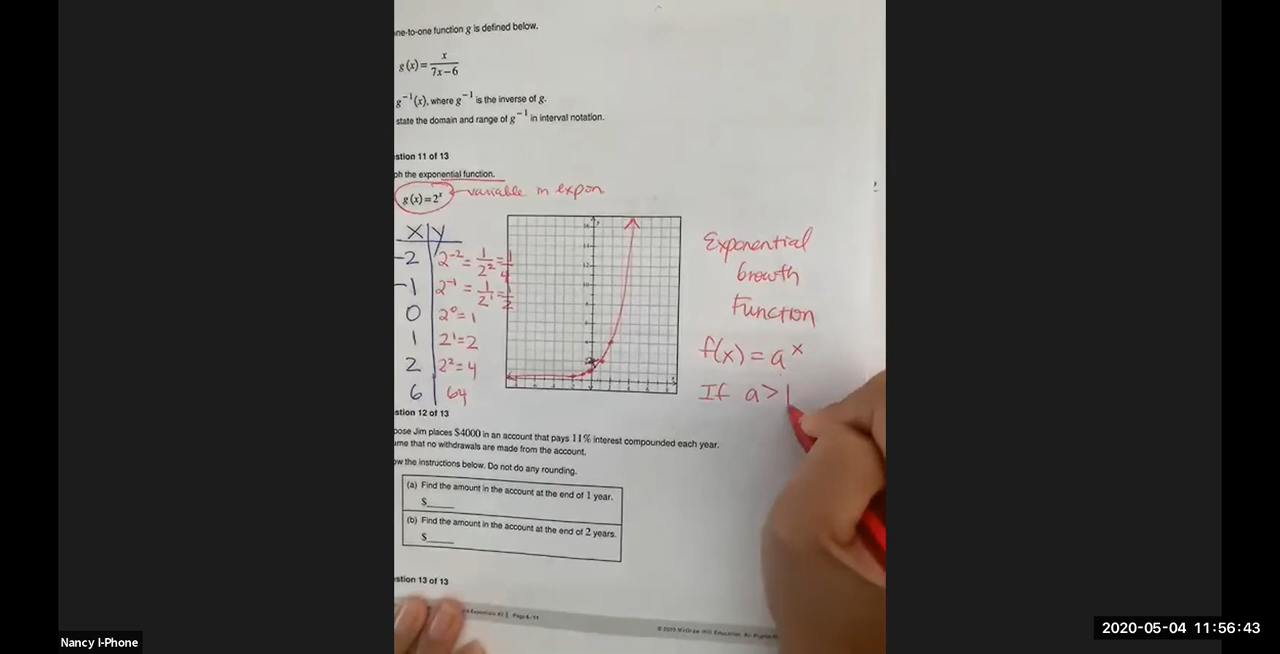 ne-to-one function g is defined below.
g(x) = x/(7x−6)
g⁻¹(x), where g⁻¹ is the inverse of g.
state the domain and range of g⁻¹ in interval notation.
stion 11 of 13
ph the exponential function.
g(x) = 2ˣ variable in expon.
x | y
-2 | 2⁻² = 1/2² = 1/4
-1 | 2⁻¹ = 1/2¹ = 1/2
0 | 2⁰ = 1
1 | 2¹ = 2
2 | 2² = 4
6 | 64
Exponential
Growth
Function
f(x) = aˣ
If a > 1
stion 12 of 13
pose Jim places $4000 in an account that pays 11% interest compounded each year.
ume that no withdrawals are made from the account.
ow the instructions below. Do not do any rounding.
(a) Find the amount in the account at the end of 1 year.
$____
(b) Find the amount in the account at the end of 2 years.
$____
stion 13 of 13
Nancy I-Phone
2020-05-04 11:56:43